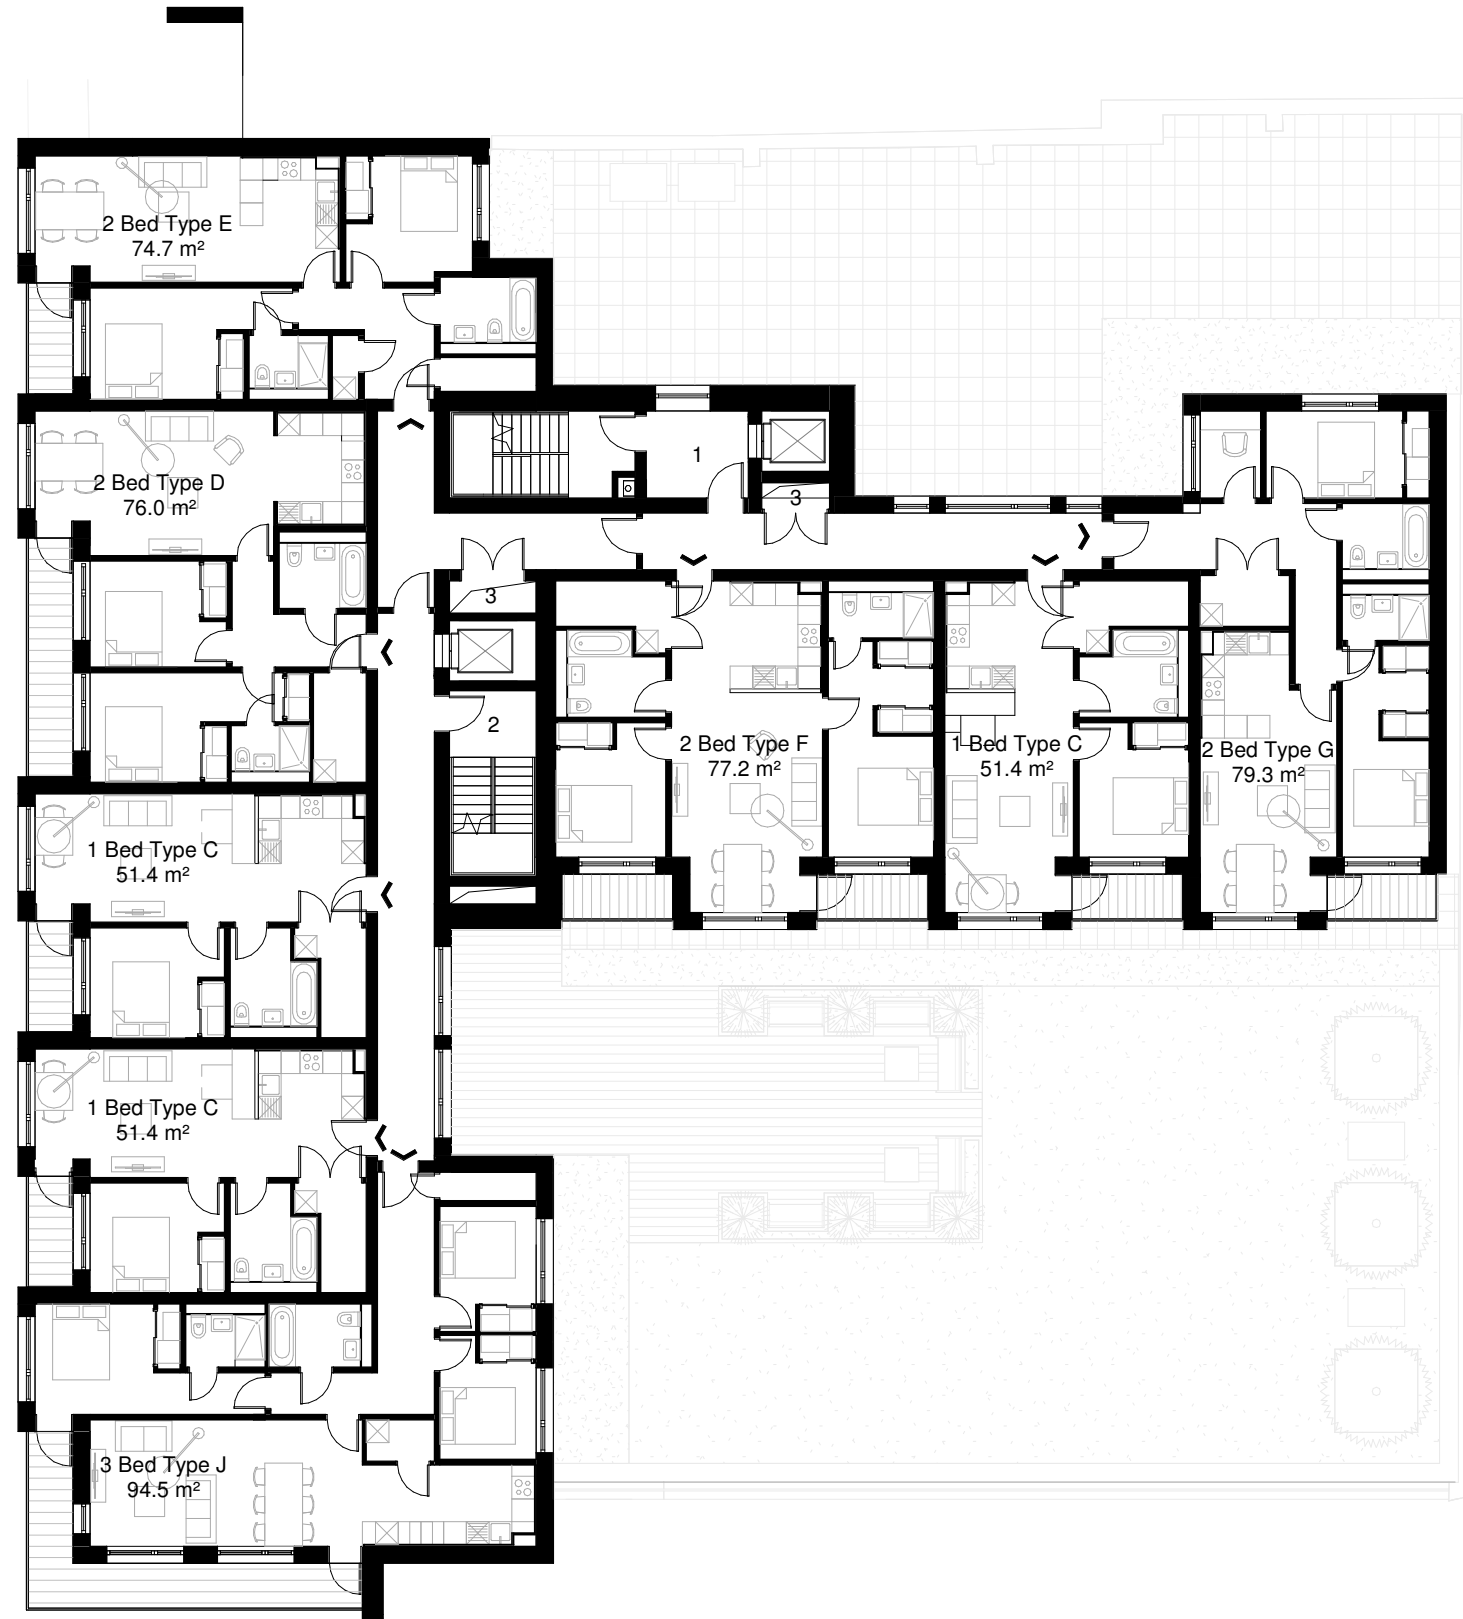 2 Bed Type E
74.7 m²
2 Bed Type D
76.0 m²
1
3
3
2
2 Bed Type F
77.2 m²
1 Bed Type C
51.4 m²
2 Bed Type G
79.3 m²
1 Bed Type C
51.4 m²
1 Bed Type C
51.4 m²
3 Bed Type J
94.5 m²